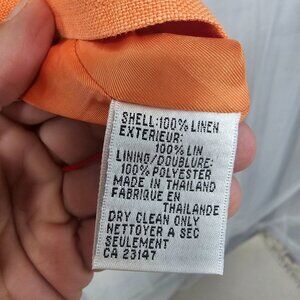 SHELL:100% LINEN
EXTERIEUR:
100% LIN
LINING/DOUBLURE:
100% POLYESTER
MADE IN THAILAND
FABRIQUE EN
THAILANDE
DRY CLEAN ONLY
NETTOYER A SEC
SEULEMENT
CA 23147